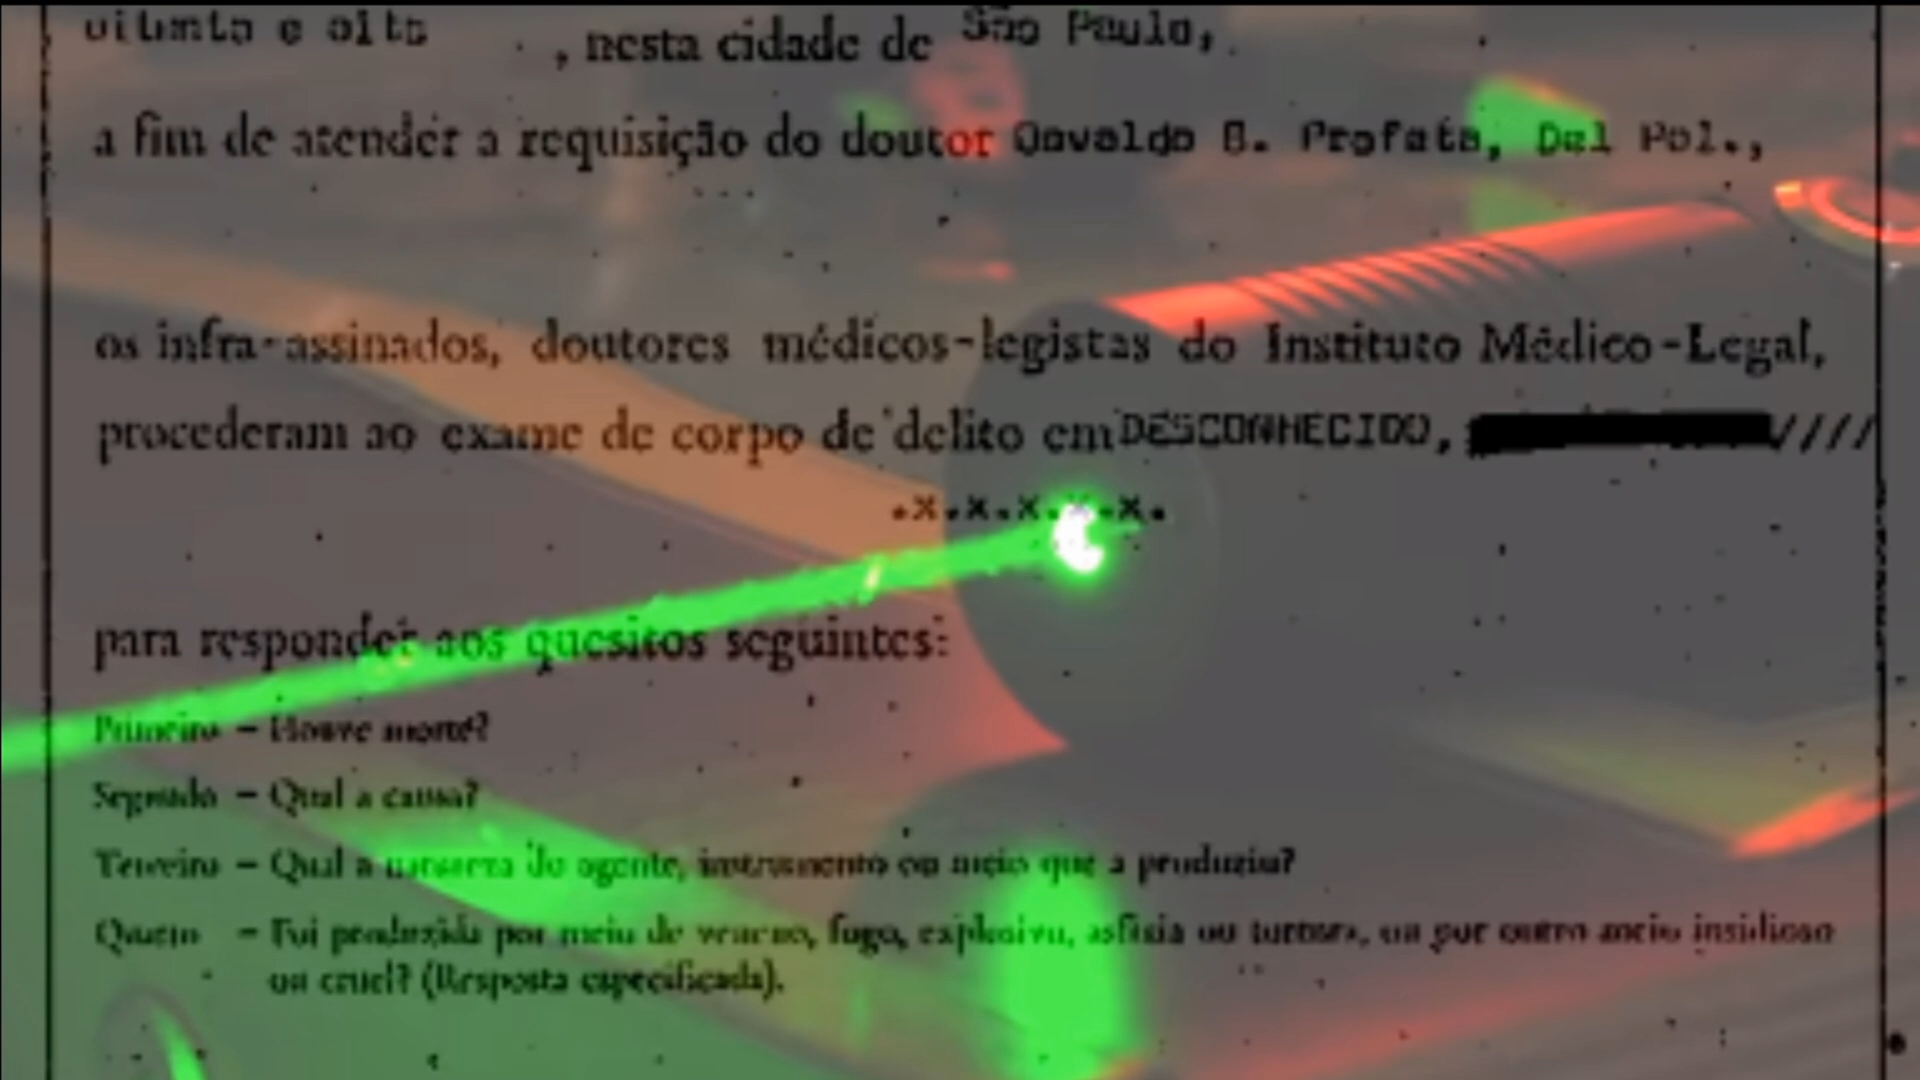 oitenta e oito , nesta cidade de São Paulo,
a fim de atender a requisição do doutor Osvaldo B. Profeta, Del Pol.,
os infra-assinados, doutores médicos-legistas do Instituto Médico-Legal,
procederam ao exame de corpo de delito em DESCONHECIDO, /////
.x.x.x.x.x.
para responder aos quesitos seguintes:
Primeiro – Houve morte?
Segundo – Qual a causa?
Terceiro – Qual a natureza do agente, instrumento ou meio que a produziu?
Quarto – Foi produzida por meio de veneno, fogo, explosivo, asfixia ou tortura, ou por outro meio insidioso
ou cruel? (Resposta especificada).